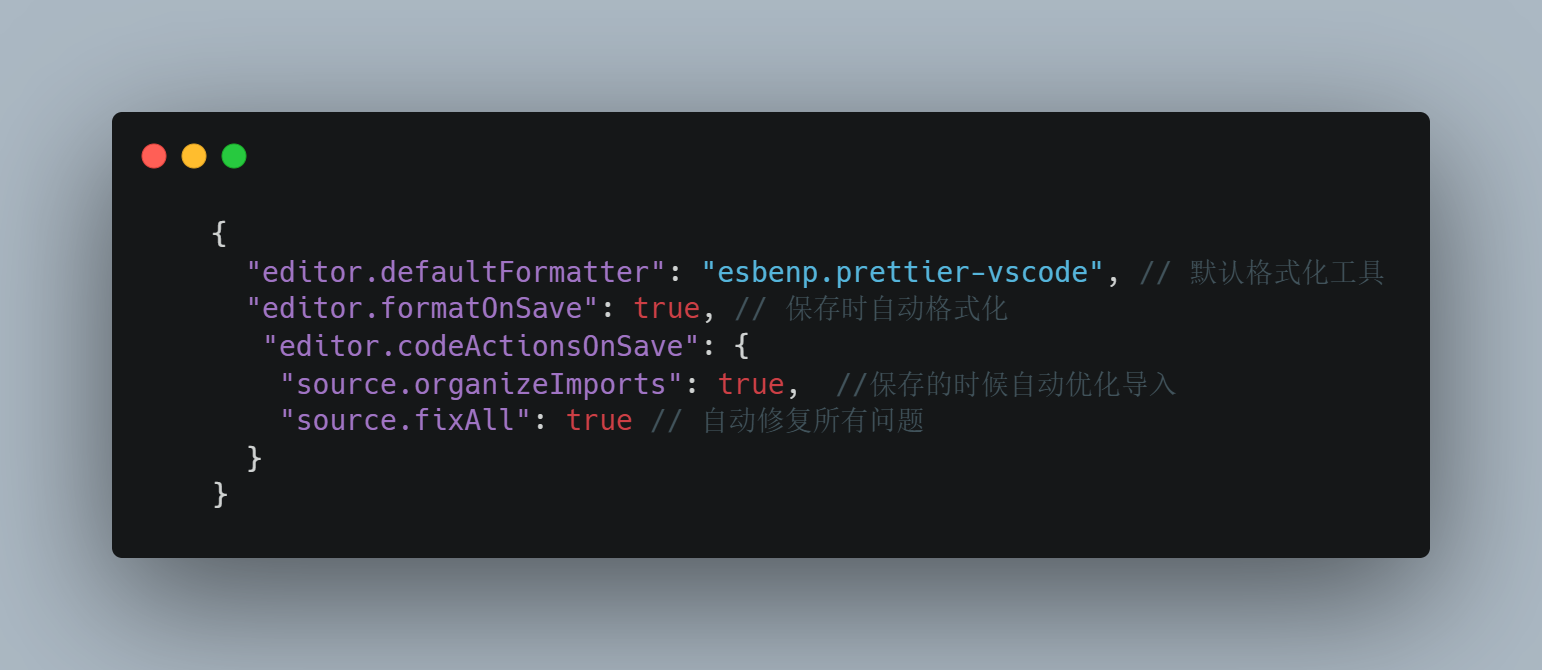 {
  "editor.defaultFormatter": "esbenp.prettier-vscode", // 默认格式化工具
  "editor.formatOnSave": true, // 保存时自动格式化
   "editor.codeActionsOnSave": {
    "source.organizeImports": true,  //保存的时候自动优化导入
    "source.fixAll": true // 自动修复所有问题
  }
}